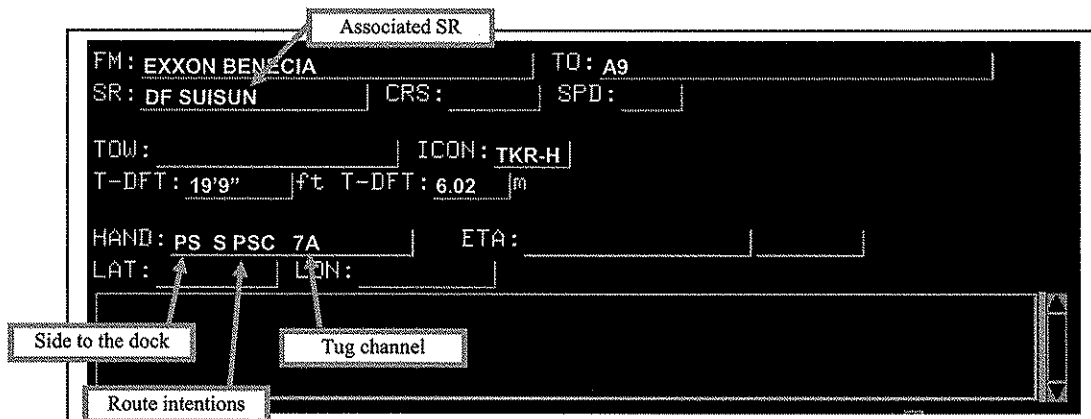 Associated SR
FM: EXXON BENECIA TO: A9
SR: DF SUISUN CRS: SPD:
TOW: ICON: TKR-H
T-DFT: 19'9" ft T-DFT: 6.02 m
HAND: PS S PSC 7A ETA:
LAT: LON:
Side to the dock
Tug channel
Route intentions